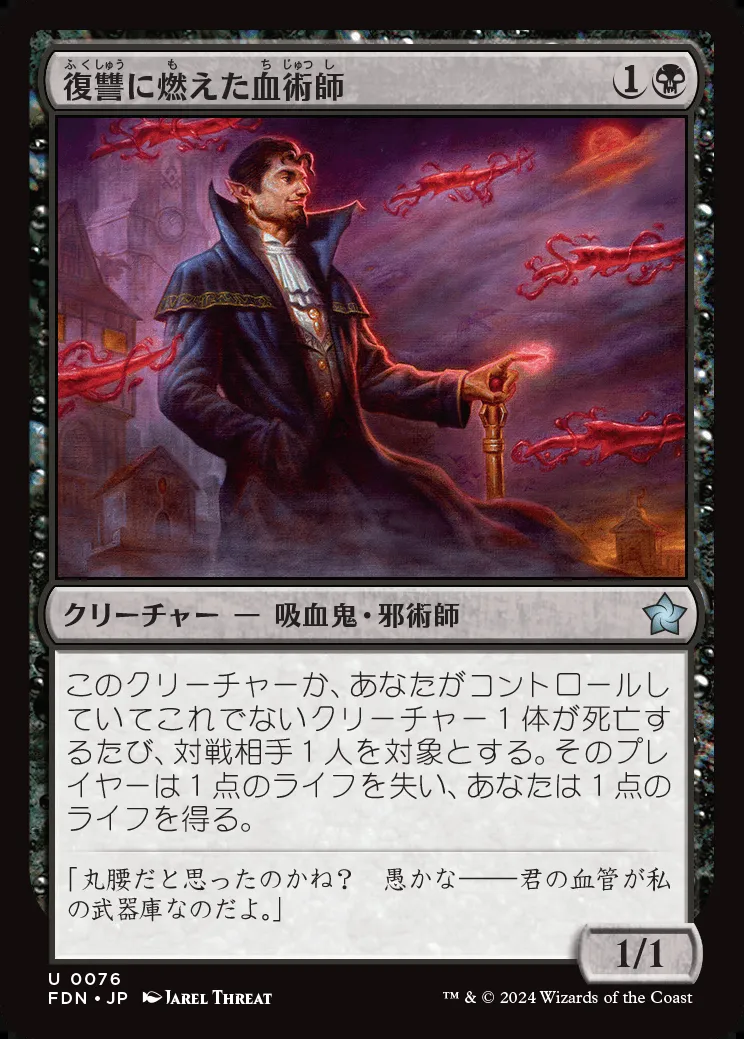 ふくしゅう も ち じゅつ し
復讐に燃えた血術師 1
クリーチャー — 吸血鬼・邪術師
このクリーチャーか、あなたがコントロールし
ていてこれでないクリーチャー１体が死亡す
るたび、対戦相手１人を対象とする。そのプレ
イヤーは１点のライフを失い、あなたは１点の
ライフを得る。
「丸腰だと思ったのかね？　愚かな――君の血管が私
の武器庫なのだよ。」
1/1
U 0076
FDN • JP JAREL THREAT
™ & © 2024 Wizards of the Coast